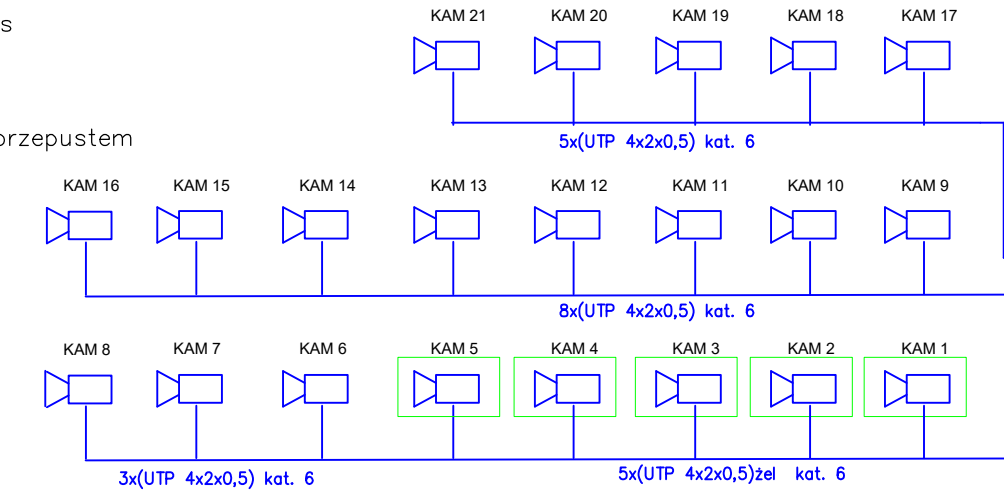 s
KAM 21 KAM 20 KAM 19 KAM 18 KAM 17
przepustem
5x(UTP 4x2x0,5) kat. 6
KAM 16 KAM 15 KAM 14 KAM 13 KAM 12 KAM 11 KAM 10 KAM 9
8x(UTP 4x2x0,5) kat. 6
KAM 8 KAM 7 KAM 6 KAM 5 KAM 4 KAM 3 KAM 2 KAM 1
3x(UTP 4x2x0,5) kat. 6
5x(UTP 4x2x0,5)żel kat. 6